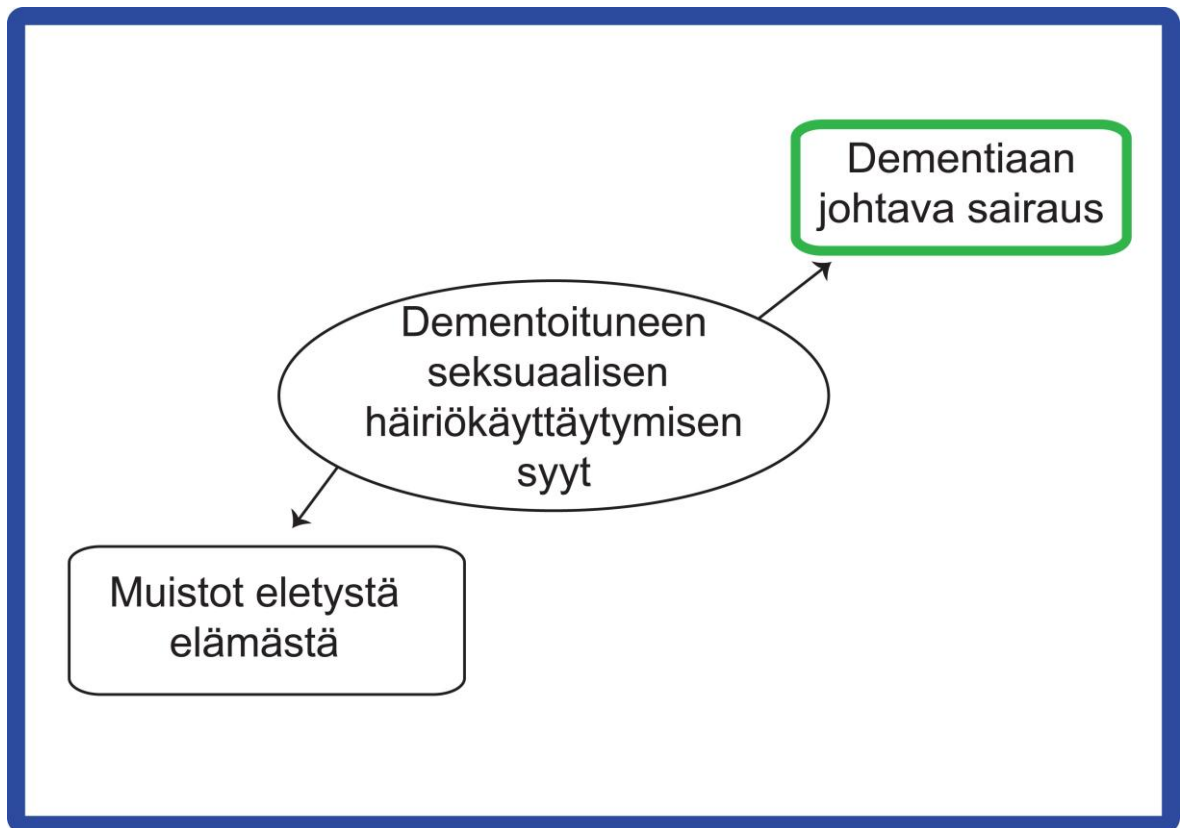 Dementiaan
johtava sairaus
Dementoituneen
seksuaalisen
häiriökäyttäytymisen
syyt
Muistot eletystä
elämästä